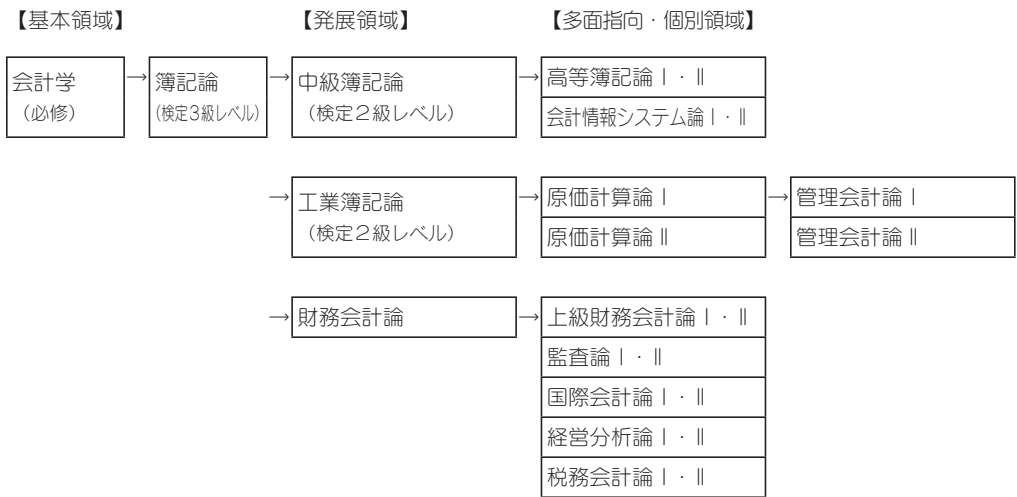 【基本領域】 【発展領域】 【多面指向・個別領域】
会計学 → 簿記論 → 中級簿記論 → 高等簿記論Ⅰ・Ⅱ
（必修） （検定3級レベル） （検定2級レベル） 会計情報システム論Ⅰ・Ⅱ
→ 工業簿記論 → 原価計算論Ⅰ → 管理会計論Ⅰ
（検定2級レベル） 原価計算論Ⅱ 管理会計論Ⅱ
→ 財務会計論 → 上級財務会計論Ⅰ・Ⅱ
監査論Ⅰ・Ⅱ
国際会計論Ⅰ・Ⅱ
経営分析論Ⅰ・Ⅱ
税務会計論Ⅰ・Ⅱ